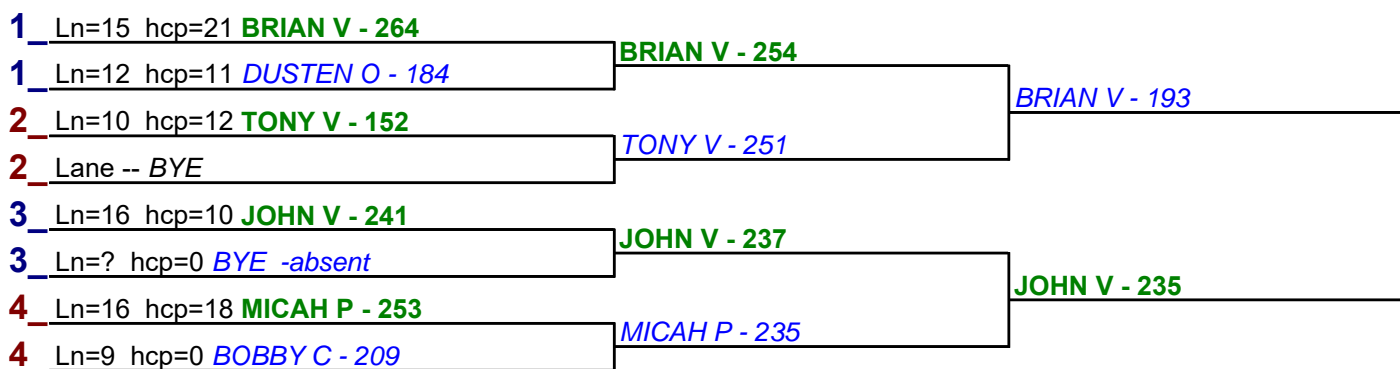 1_ Ln=15 hcp=21 BRIAN V - 264
BRIAN V - 254
1_ Ln=12 hcp=11 DUSTEN O - 184
BRIAN V - 193
2_ Ln=10 hcp=12 TONY V - 152
TONY V - 251
2_ Lane -- BYE
3_ Ln=16 hcp=10 JOHN V - 241
JOHN V - 237
3_ Ln=? hcp=0 BYE -absent
JOHN V - 235
4_ Ln=16 hcp=18 MICAH P - 253
MICAH P - 235
4 Ln=9 hcp=0 BOBBY C - 209